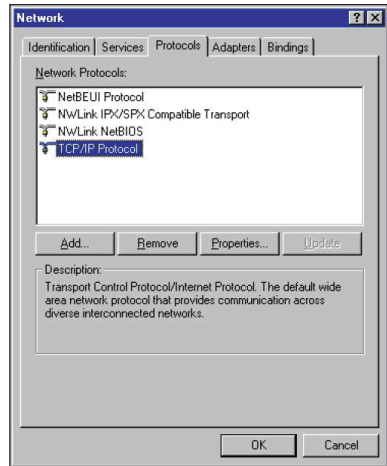 Network
Identification Services Protocols Adapters Bindings
Network Protocols:
NetBEUI Protocol
NWLink IPX/SPX Compatible Transport
NWLink NetBIOS
TCP/IP Protocol
Add... Remove Properties... Update
Description:
Transport Control Protocol/Internet Protocol. The default wide
area network protocol that provides communication across
diverse interconnected networks.
OK Cancel